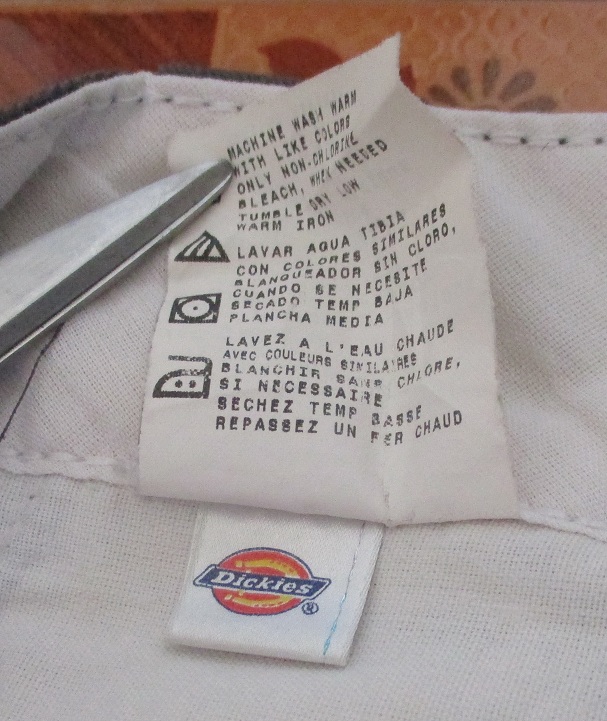 MACHINE WASH WARM
WITH LIKE COLORS
ONLY NON-CHLORINE
BLEACH, WHEN NEEDED
TUMBLE DRY LOW
WARM IRON
LAVAR AGUA TIBIA
CON COLORES SIMILARES
BLANQUEADOR SIN CLORO,
CUANDO SE NECESITE
SECADO TEMP BAJA
PLANCHA MEDIA
LAVEZ A L'EAU CHAUDE
AVEC COULEURS SIMILAIRES
BLANCHIR SANS CHLORE,
SI NECESSAIRE
SECHEZ TEMP BASSE
REPASSEZ UN FER CHAUD
Dickies®